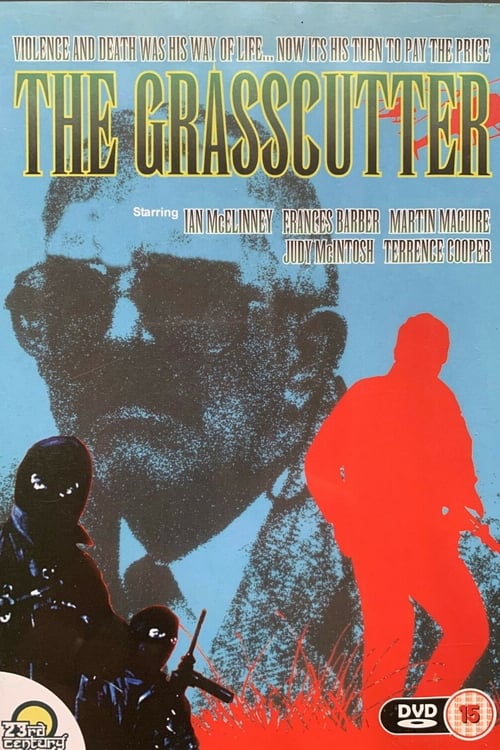 VIOLENCE AND DEATH WAS HIS WAY OF LIFE... NOW ITS HIS TURN TO PAY THE PRICE
THE GRASSCUTTER
Starring IAN McELINNEY FRANCES BARBER MARTIN MAGUIRE
JUDY McINTOSH TERRENCE COOPER
DVD
15
23rd
century